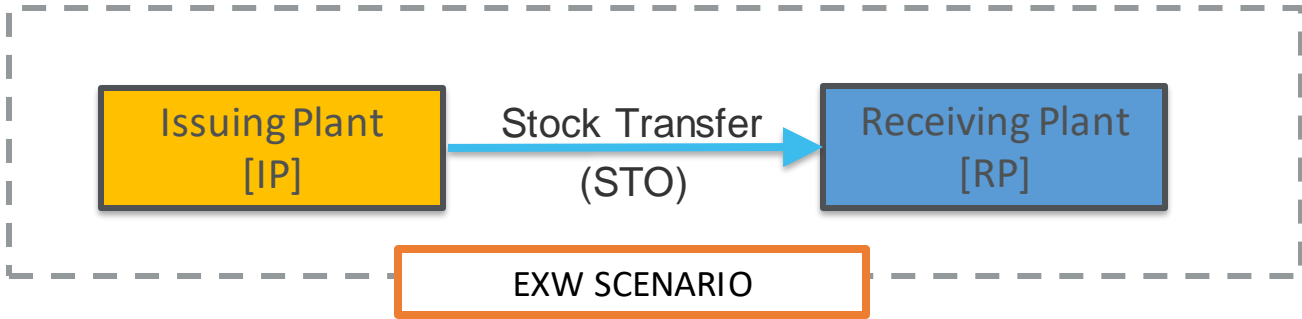 Issuing Plant
[IP]
Stock Transfer
(STO)
Receiving Plant
[RP]
EXW SCENARIO